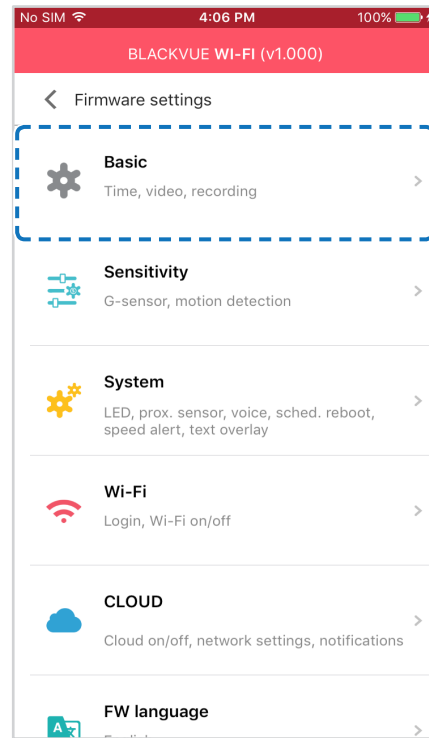 No SIM 4:06 PM 100%
BLACKVUE WI-FI (v1.000)
Firmware settings
Basic
Time, video, recording
Sensitivity
G-sensor, motion detection
System
LED, prox. sensor, voice, sched. reboot,
speed alert, text overlay
Wi-Fi
Login, Wi-Fi on/off
CLOUD
Cloud on/off, network settings, notifications
FW language
A